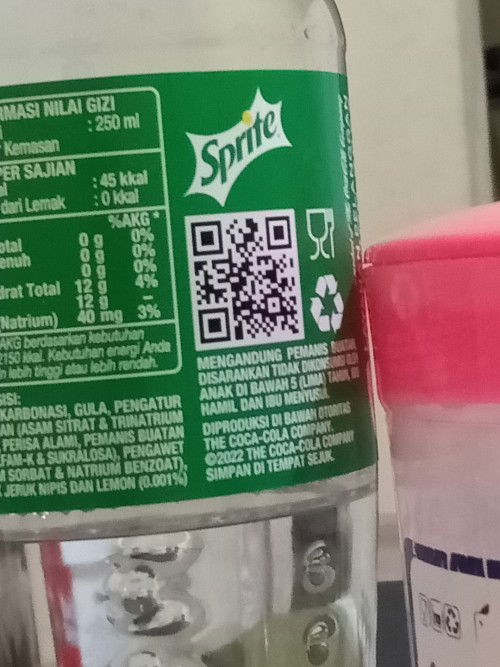 RMASI NILAI GIZI
: 250 ml
Kemasan
PER SAJIAN
: 45 kkal
dari Lemak : 0 kkal
%AKG *
otal 0 g 0%
enuh 0 g 0%
0 g 0%
drat Total 12 g 4%
12 g –
(Natrium) 40 mg 3%
AKG berdasarkan kebutuhan
2150 kkal. Kebutuhan energi Anda
n lebih tinggi atau lebih rendah.
SISI:
KARBONASI, GULA, PENGATUR
(ASAM SITRAT & TRINATRIUM
PERISA ALAMI, PEMANIS BUATAN
FAM-K & SUKRALOSA), PENGAWET
SORBAT & NATRIUM BENZOAT),
JERUK NIPIS DAN LEMON (0.001%)
Sprite
MENGANDUNG PEMANIS
DISARANKAN TIDAK
ANAK DI BAWAH 5 (LIMA)
HAMIL DAN IBU MENYUSUI.
DIPRODUKSI DI BAWAH OTORITAS
THE COCA-COLA COMPANY.
©2022 THE COCA-COLA COMPANY
SIMPAN DI TEMPAT SEJUK.